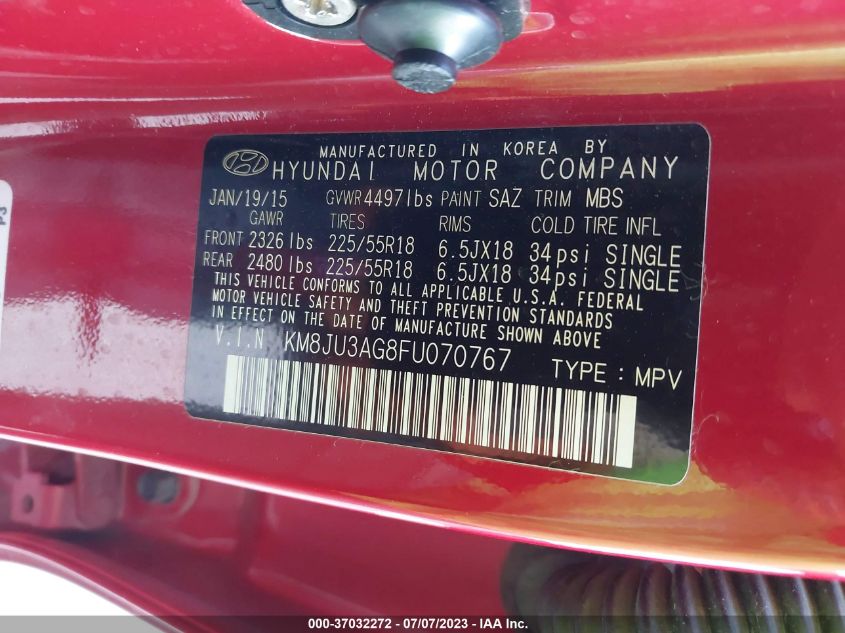 MANUFACTURED IN KOREA BY
HYUNDAI MOTOR COMPANY
JAN/19/15 GVWR 4497lbs PAINT SAZ TRIM MBS
GAWR TIRES RIMS COLD TIRE INFL
FRONT 2326lbs 225/55R18 6.5JX18 34psi SINGLE
REAR 2480lbs 225/55R18 6.5JX18 34psi SINGLE
THIS VEHICLE CONFORMS TO ALL APPLICABLE U.S.A. FEDERAL
MOTOR VEHICLE SAFETY AND THEFT PREVENTION STANDARDS
IN EFFECT ON THE DATE OF MANUFACTURE SHOWN ABOVE
V.I.N. KM8JU3AG8FU070767
TYPE : MPV
000-37032272 - 07/07/2023 - IAA Inc.